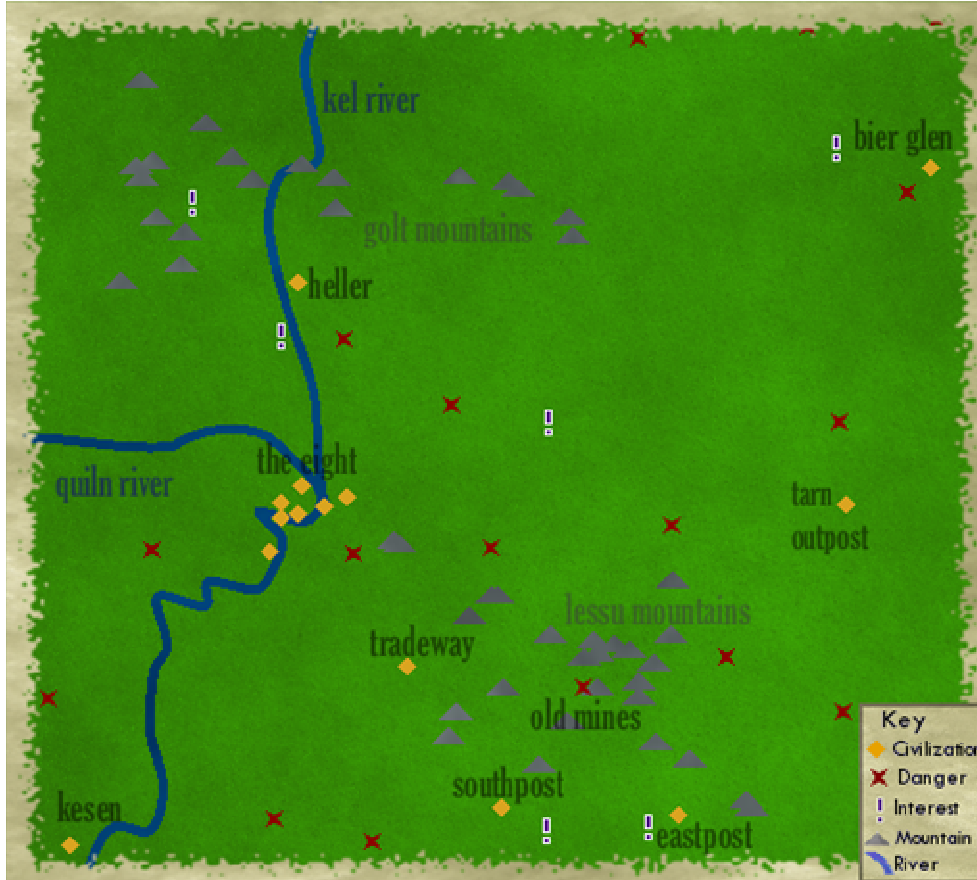 kel river
bier glen
golt mountains
heller
the eight
quiln river
tarn
outpost
lessu mountains
tradeway
old mines
southpost
kesen
eastpost
Key
Civilization
Danger
Interest
Mountain
River